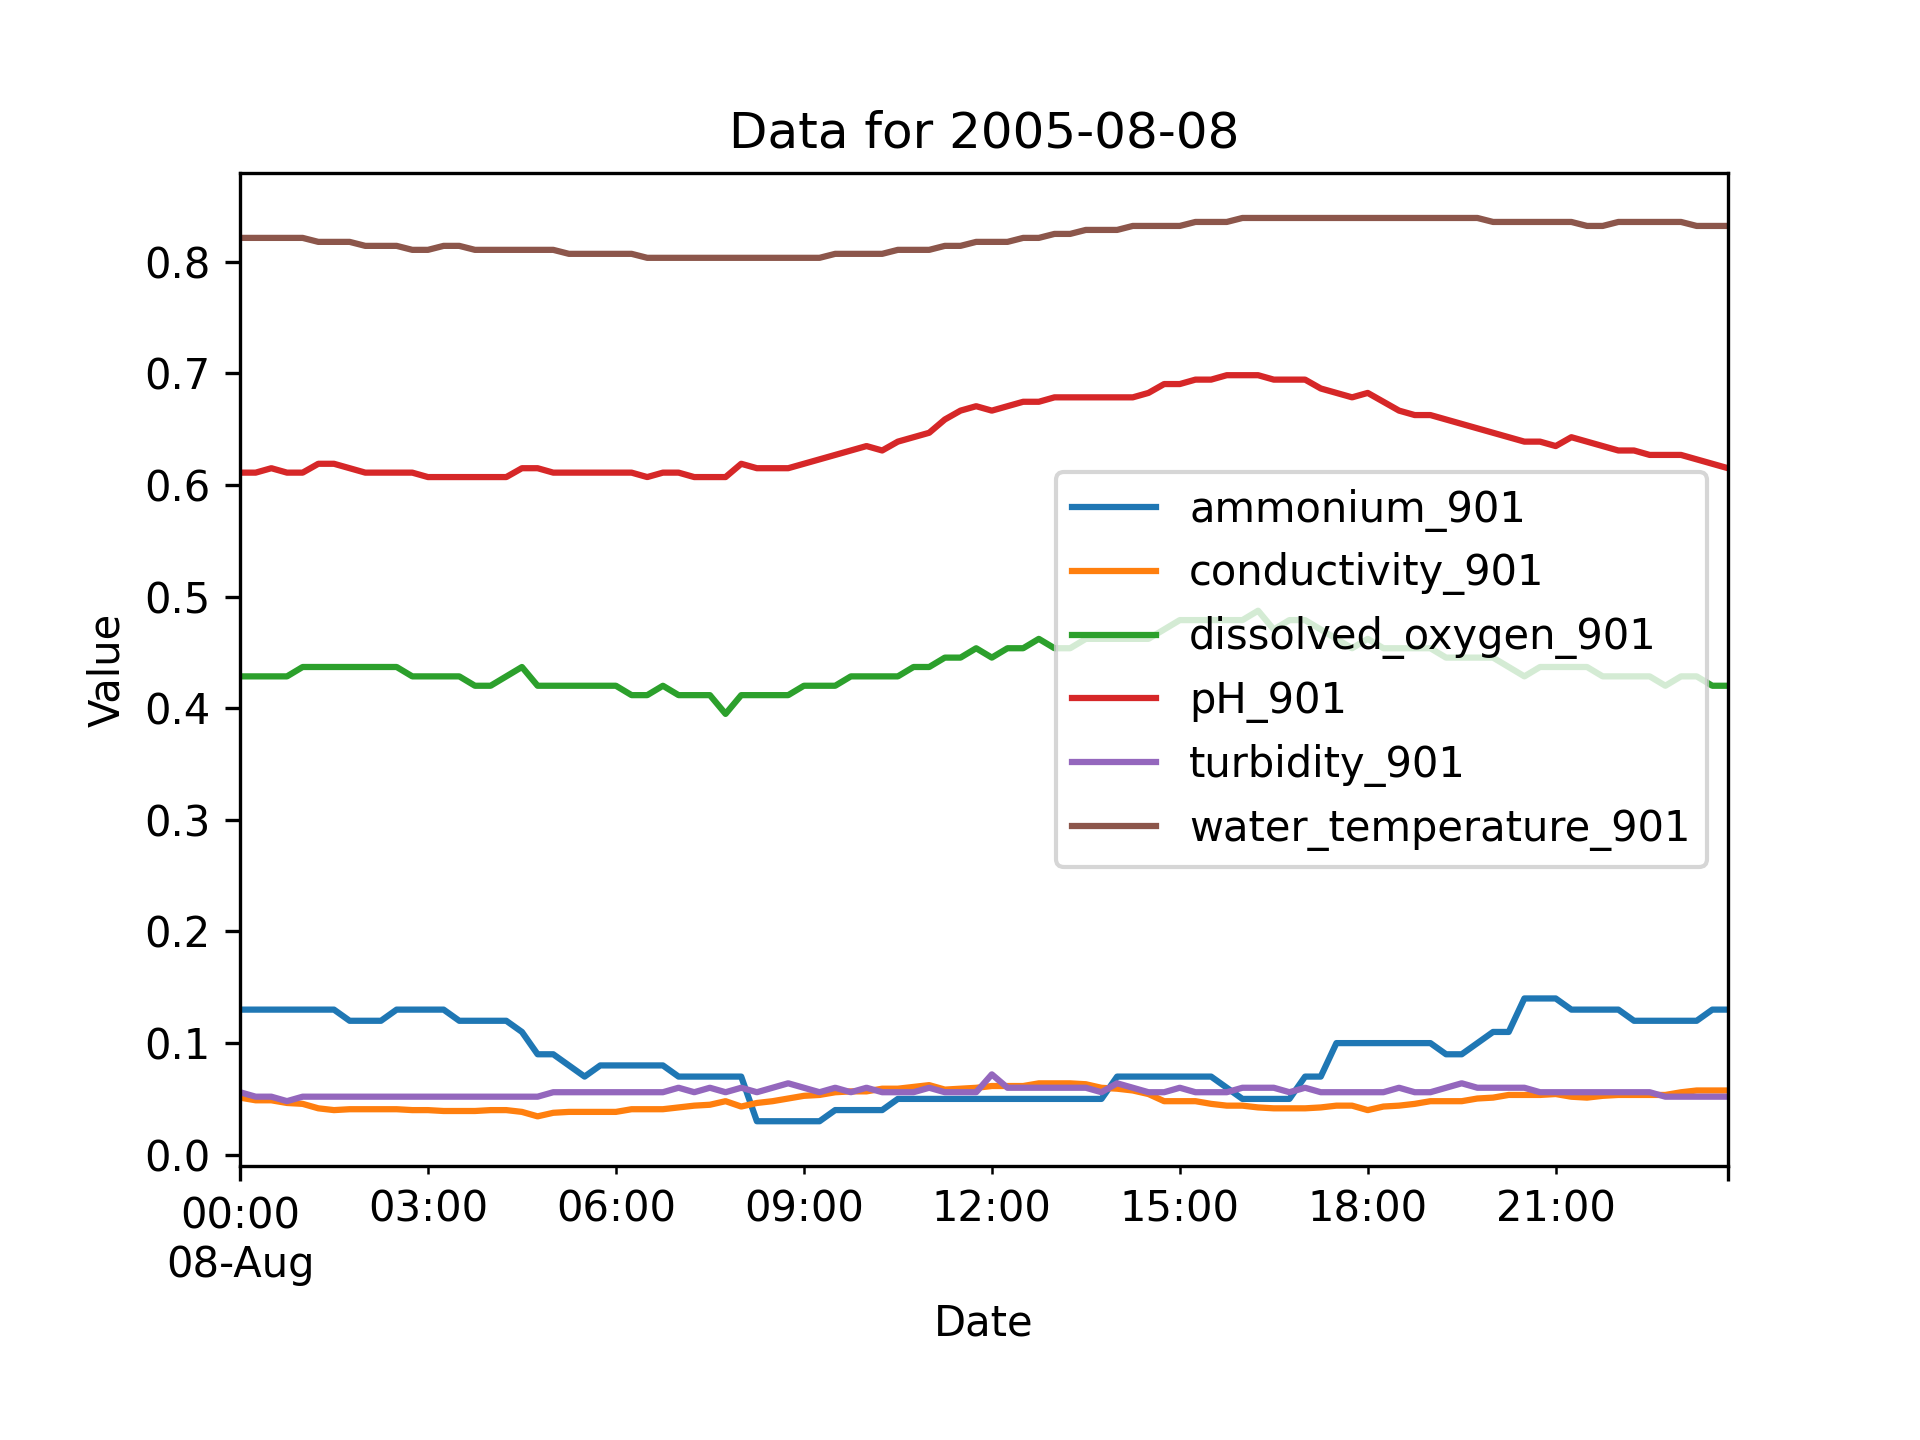 Data for 2005-08-08
Value
0.8
0.7
0.6
0.5
0.4
0.3
0.2
0.1
0.0
ammonium_901
conductivity_901
dissolved_oxygen_901
pH_901
turbidity_901
water_temperature_901
00:00 03:00 06:00 09:00 12:00 15:00 18:00 21:00
08-Aug
Date